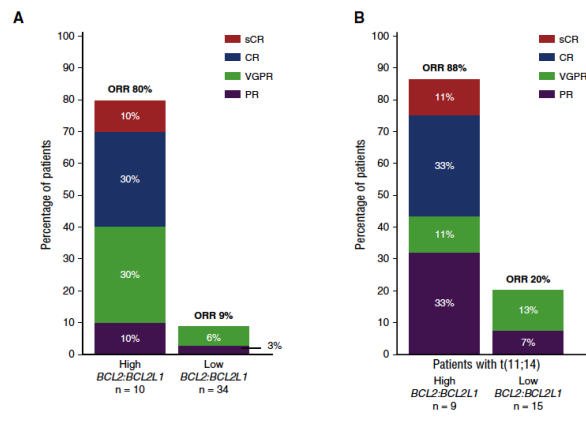 A
Percentage of patients
100
90
80
70
60
50
40
30
20
10
0
sCR
CR
VGPR
PR
ORR 80%
10%
30%
30%
10%
ORR 9%
6%
3%
High
BCL2:BCL2L1
n = 10
Low
BCL2:BCL2L1
n = 34
B
Percentage of patients
100
90
80
70
60
50
40
30
20
10
0
sCR
CR
VGPR
PR
ORR 88%
11%
33%
11%
33%
ORR 20%
13%
7%
Patients with t(11;14)
High
BCL2:BCL2L1
n = 9
Low
BCL2:BCL2L1
n = 15